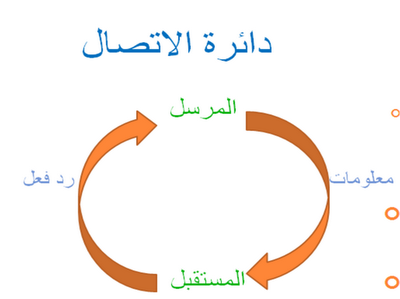 دائرة الاتصال
المرسل
معلومات
رد فعل
المستقبل